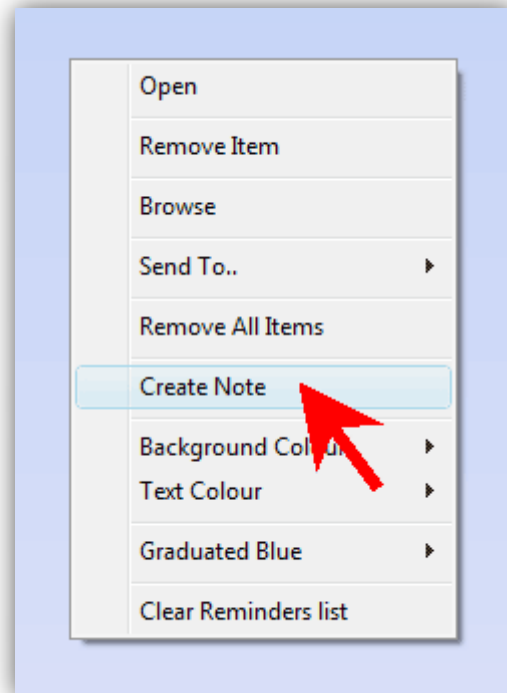 Open
Remove Item
Browse
Send To..
Remove All Items
Create Note
Background Colour
Text Colour
Graduated Blue
Clear Reminders list